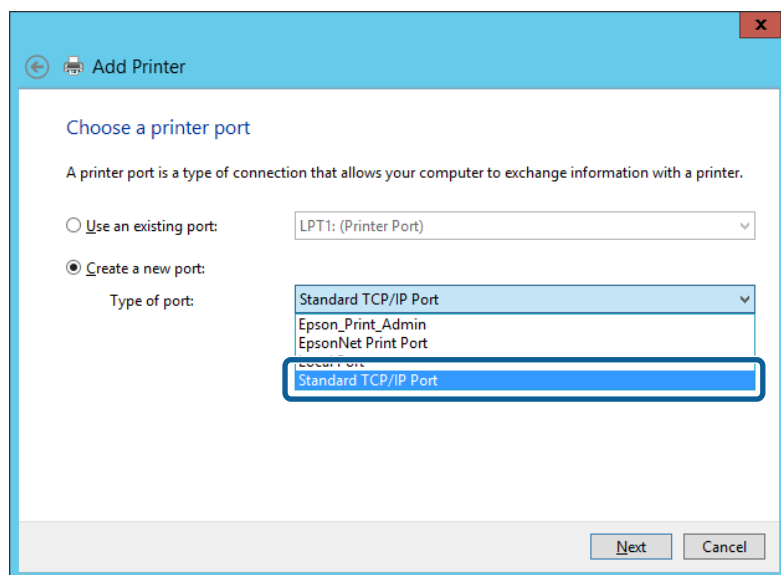 x
Add Printer
Choose a printer port
A printer port is a type of connection that allows your computer to exchange information with a printer.
Use an existing port: LPT1: (Printer Port)
Create a new port:
Type of port: Standard TCP/IP Port
Epson_Print_Admin
EpsonNet Print Port
Local Port
Standard TCP/IP Port
Next Cancel